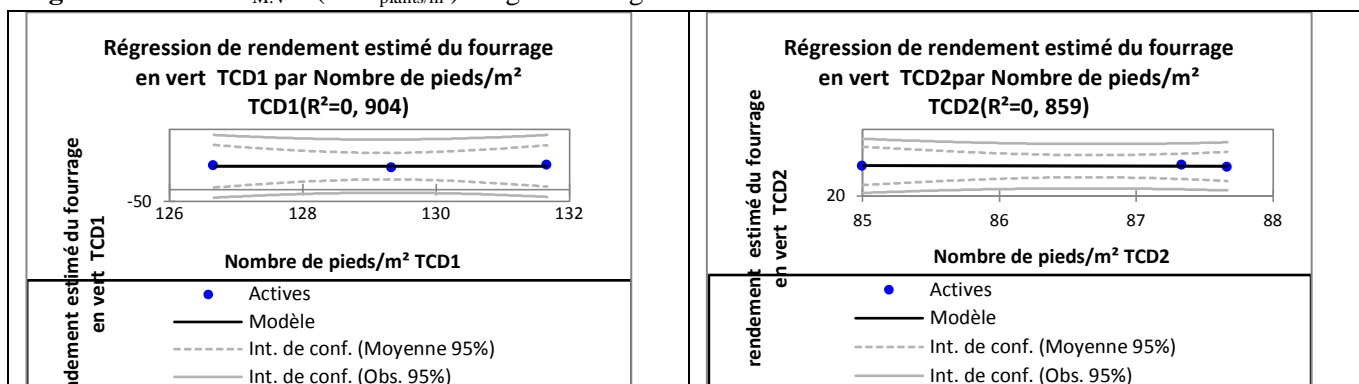 M.V
plants/m²)
Régression de rendement estimé du fourrage
en vert TCD1 par Nombre de pieds/m²
TCD1(R²=0, 904)
-50
126
128
130
132
Nombre de pieds/m² TCD1
dement estimé du fourrage
en vert TCD1
Actives
Modèle
Int. de conf. (Moyenne 95%)
Int. de conf. (Obs. 95%)
Régression de rendement estimé du fourrage
en vert TCD2par Nombre de pieds/m²
TCD2(R²=0, 859)
20
85
86
87
88
Nombre de pieds/m² TCD2
rendement estimé du fourrage
en vert TCD2
Actives
Modèle
Int. de conf. (Moyenne 95%)
Int. de conf. (Obs. 95%)